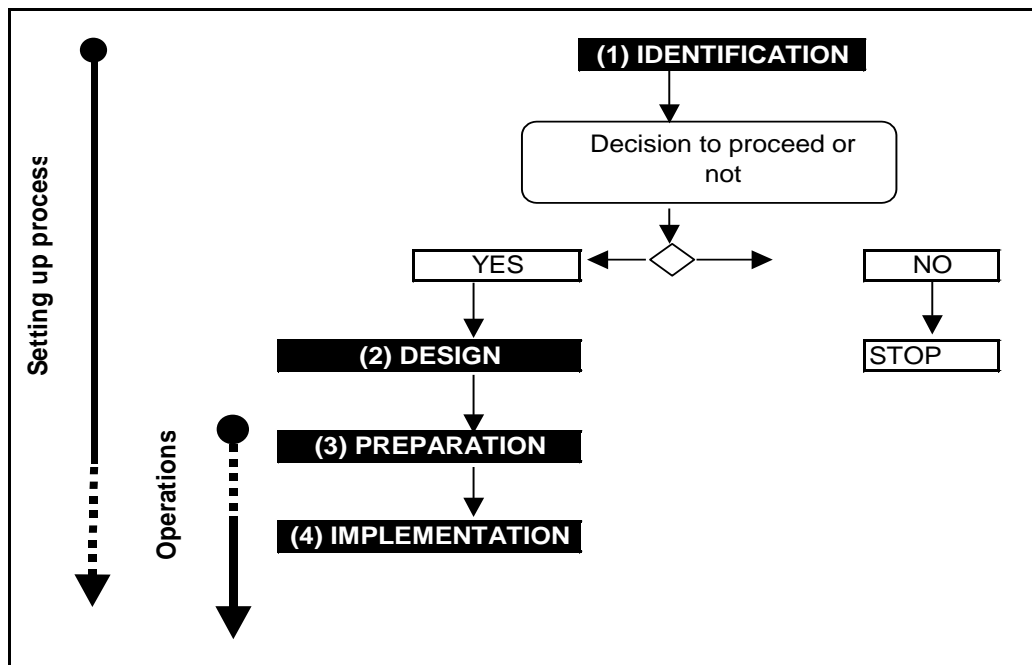 (1) IDENTIFICATION
Decision to proceed or
not
YES
NO
(2) DESIGN
STOP
(3) PREPARATION
(4) IMPLEMENTATION
Setting up process
Operations